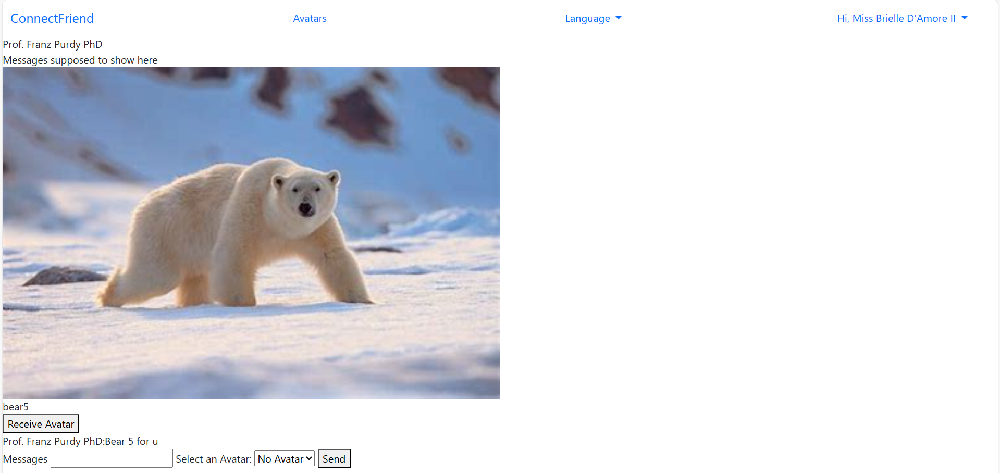 ConnectFriend Avatars Language Hi, Miss Brielle D'Amore II
Prof. Franz Purdy PhD
Messages supposed to show here
bear5
Receive Avatar
Prof. Franz Purdy PhD:Bear 5 for u
Messages Select an Avatar: No Avatar Send